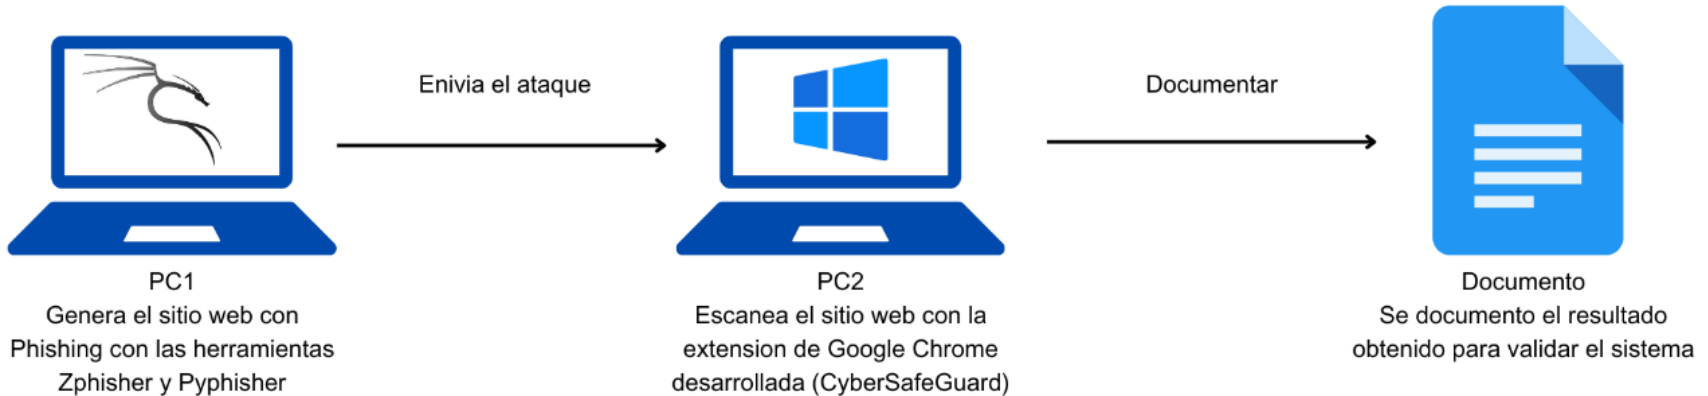 Enivia el ataque
Documentar
PC1
Genera el sitio web con
Phishing con las herramientas
Zphisher y Pyphisher
PC2
Escanea el sitio web con la
extension de Google Chrome
desarrollada (CyberSafeGuard)
Documento
Se documento el resultado
obtenido para validar el sistema